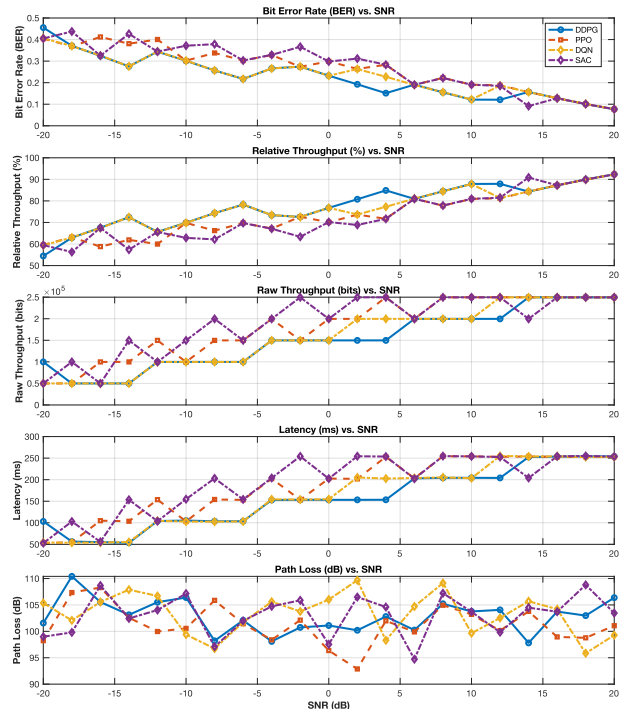 Bit Error Rate (BER) vs. SNR
Bit Error Rate (BER)
0.5
0.4
0.3
0.2
0.1
0
-20 -15 -10 -5 0 5 10 15 20
DDPG
PPO
DQN
SAC
Relative Throughput (%) vs. SNR
Relative Throughput (%)
100
90
80
70
60
50
-20 -15 -10 -5 0 5 10 15 20
Raw Throughput (bits) vs. SNR
Raw Throughput (bits)
×10⁵
2.5
2
1.5
1
0.5
0
-20 -15 -10 -5 0 5 10 15 20
Latency (ms) vs. SNR
Latency (ms)
300
250
200
150
100
50
-20 -15 -10 -5 0 5 10 15 20
Path Loss (dB) vs. SNR
Path Loss (dB)
110
105
100
95
90
-20 -15 -10 -5 0 5 10 15 20
SNR (dB)